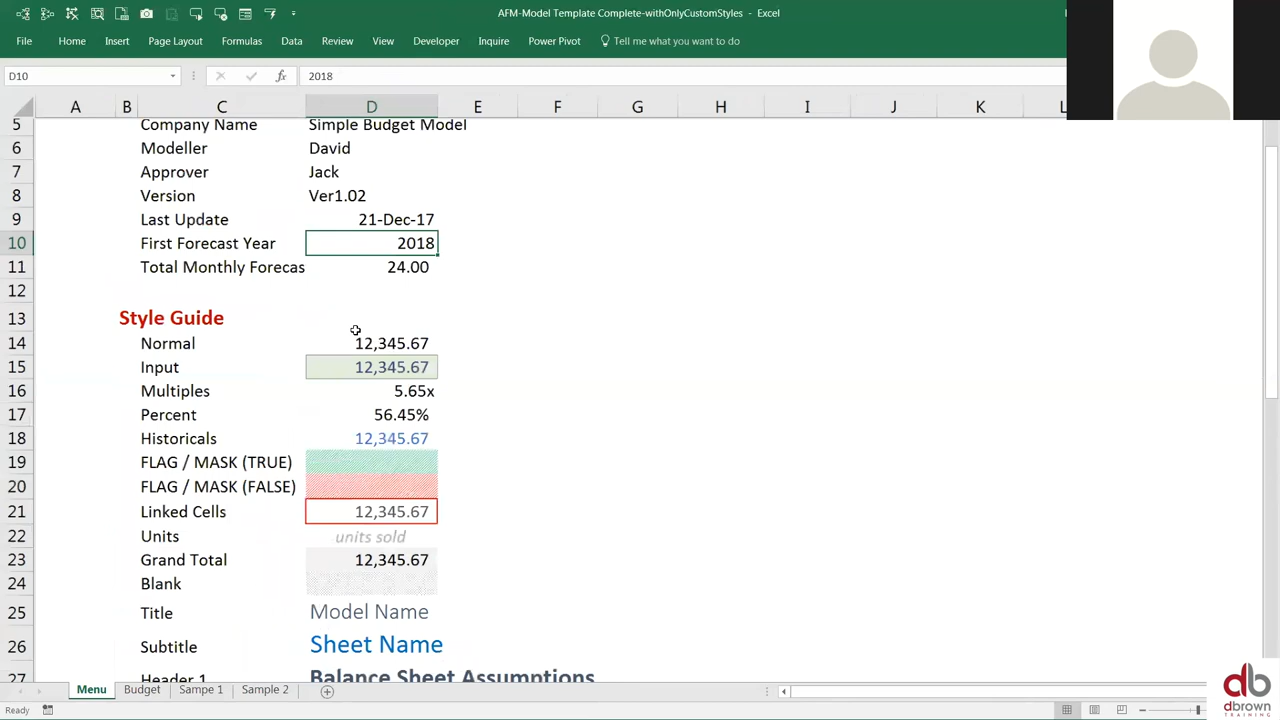 AFM-Model Template Complete-withOnlyCustomStyles - Excel
File Home Insert Page Layout Formulas Data Review View Developer Inquire Power Pivot Tell me what you want to do
D10 fx 2018
A B C D E F G H I J K L
5 Company Name Simple Budget Model
6 Modeller David
7 Approver Jack
8 Version Ver1.02
9 Last Update 21-Dec-17
10 First Forecast Year 2018
11 Total Monthly Forecas 24.00
12
13 Style Guide
14 Normal 12,345.67
15 Input 12,345.67
16 Multiples 5.65x
17 Percent 56.45%
18 Historicals 12,345.67
19 FLAG / MASK (TRUE)
20 FLAG / MASK (FALSE)
21 Linked Cells 12,345.67
22 Units units sold
23 Grand Total 12,345.67
24 Blank
25 Title Model Name
26 Subtitle Sheet Name
27 Header 1 Balance Sheet Assumptions
Menu Budget Sampe 1 Sample 2
Ready
db
dbrown
TRAINING